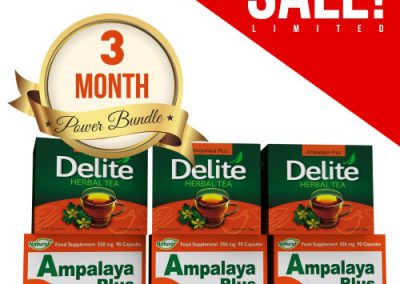 SALE!
LIMITED
3
MONTH
Power Bundle
Ampalaya Plus
Ampalaya Plus
Delite
HERBAL TEA
Delite
HERBAL TEA
Delite
HERBAL TEA
Food Supplement 550 mg 90 Capsules
Food Supplement 550 mg 90 Capsules
Food Supplement 550 mg 90 Capsules
Ampalaya
Plus
Ampalaya
Plus
Ampalaya
Plus